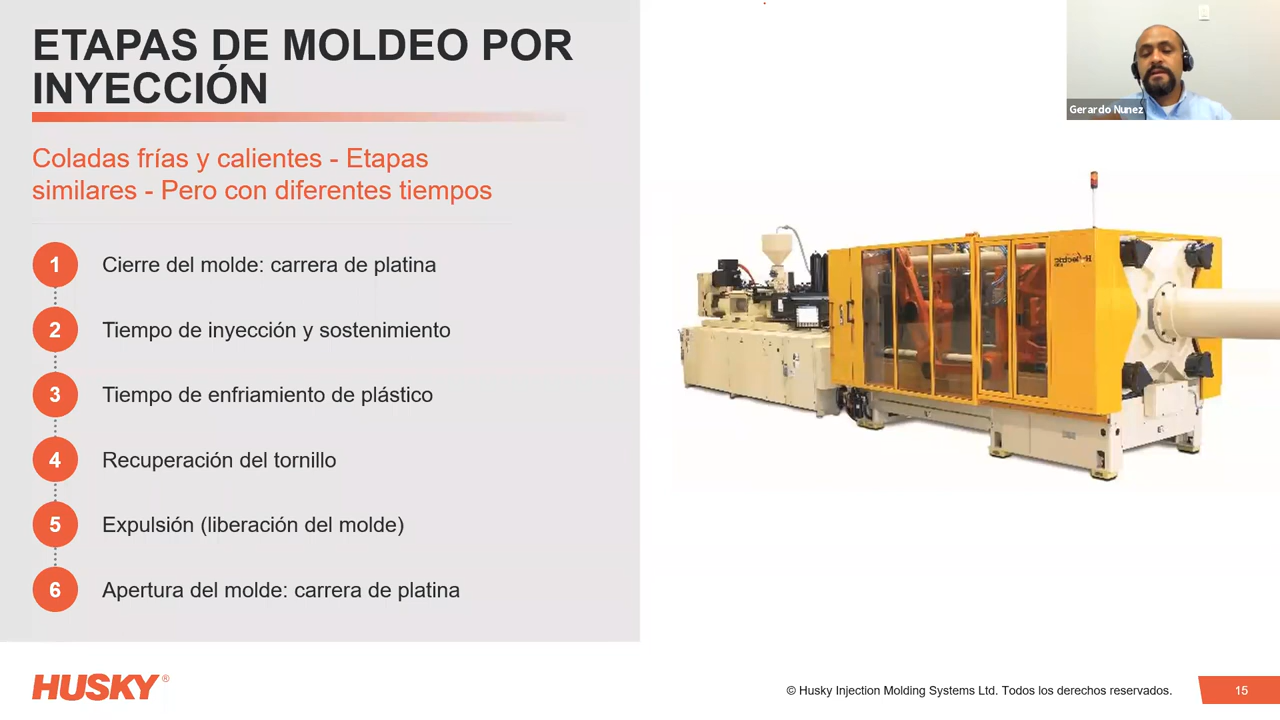 ETAPAS DE MOLDEO POR
INYECCIÓN
Coladas frías y calientes - Etapas
similares - Pero con diferentes tiempos
1 Cierre del molde: carrera de platina
2 Tiempo de inyección y sostenimiento
3 Tiempo de enfriamiento de plástico
4 Recuperación del tornillo
5 Expulsión (liberación del molde)
6 Apertura del molde: carrera de platina
Gerardo Nunez
HUSKY®
© Husky Injection Molding Systems Ltd. Todos los derechos reservados.
15